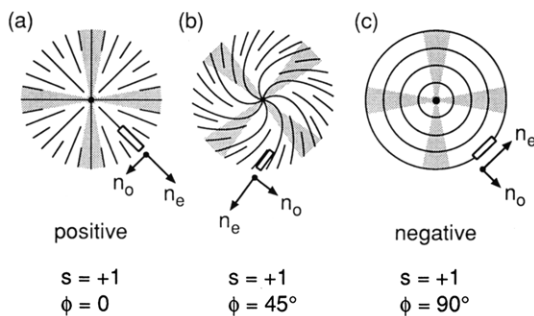 (a) (b) (c)
n_o n_e
n_e n_o
n_e
n_o
positive negative
s = +1 s = +1 s = +1
ϕ = 0 ϕ = 45° ϕ = 90°